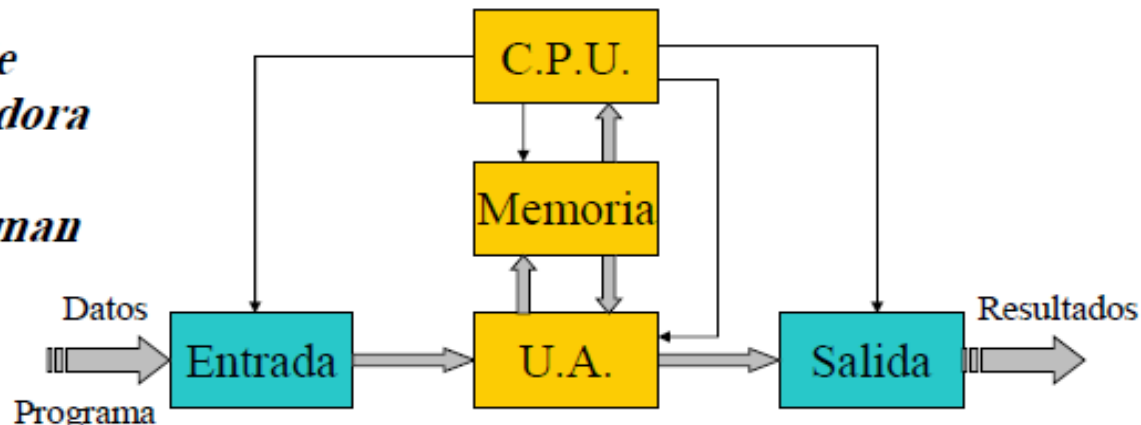 C.P.U.
Memoria
Datos
Resultados
Entrada
U.A.
Salida
Programa